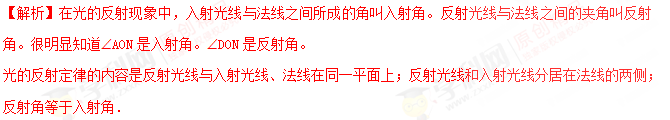 【解析】在光的反射现象中，入射光线与法线之间所成的角叫入射角。反射光线与法线之间的夹角叫反射
角。很明显知道∠AON是入射角。∠DON是反射角。
光的反射定律的内容是反射光线与入射光线、法线在同一平面上；反射光线和入射光线分居在法线的两侧；
反射角等于入射角．